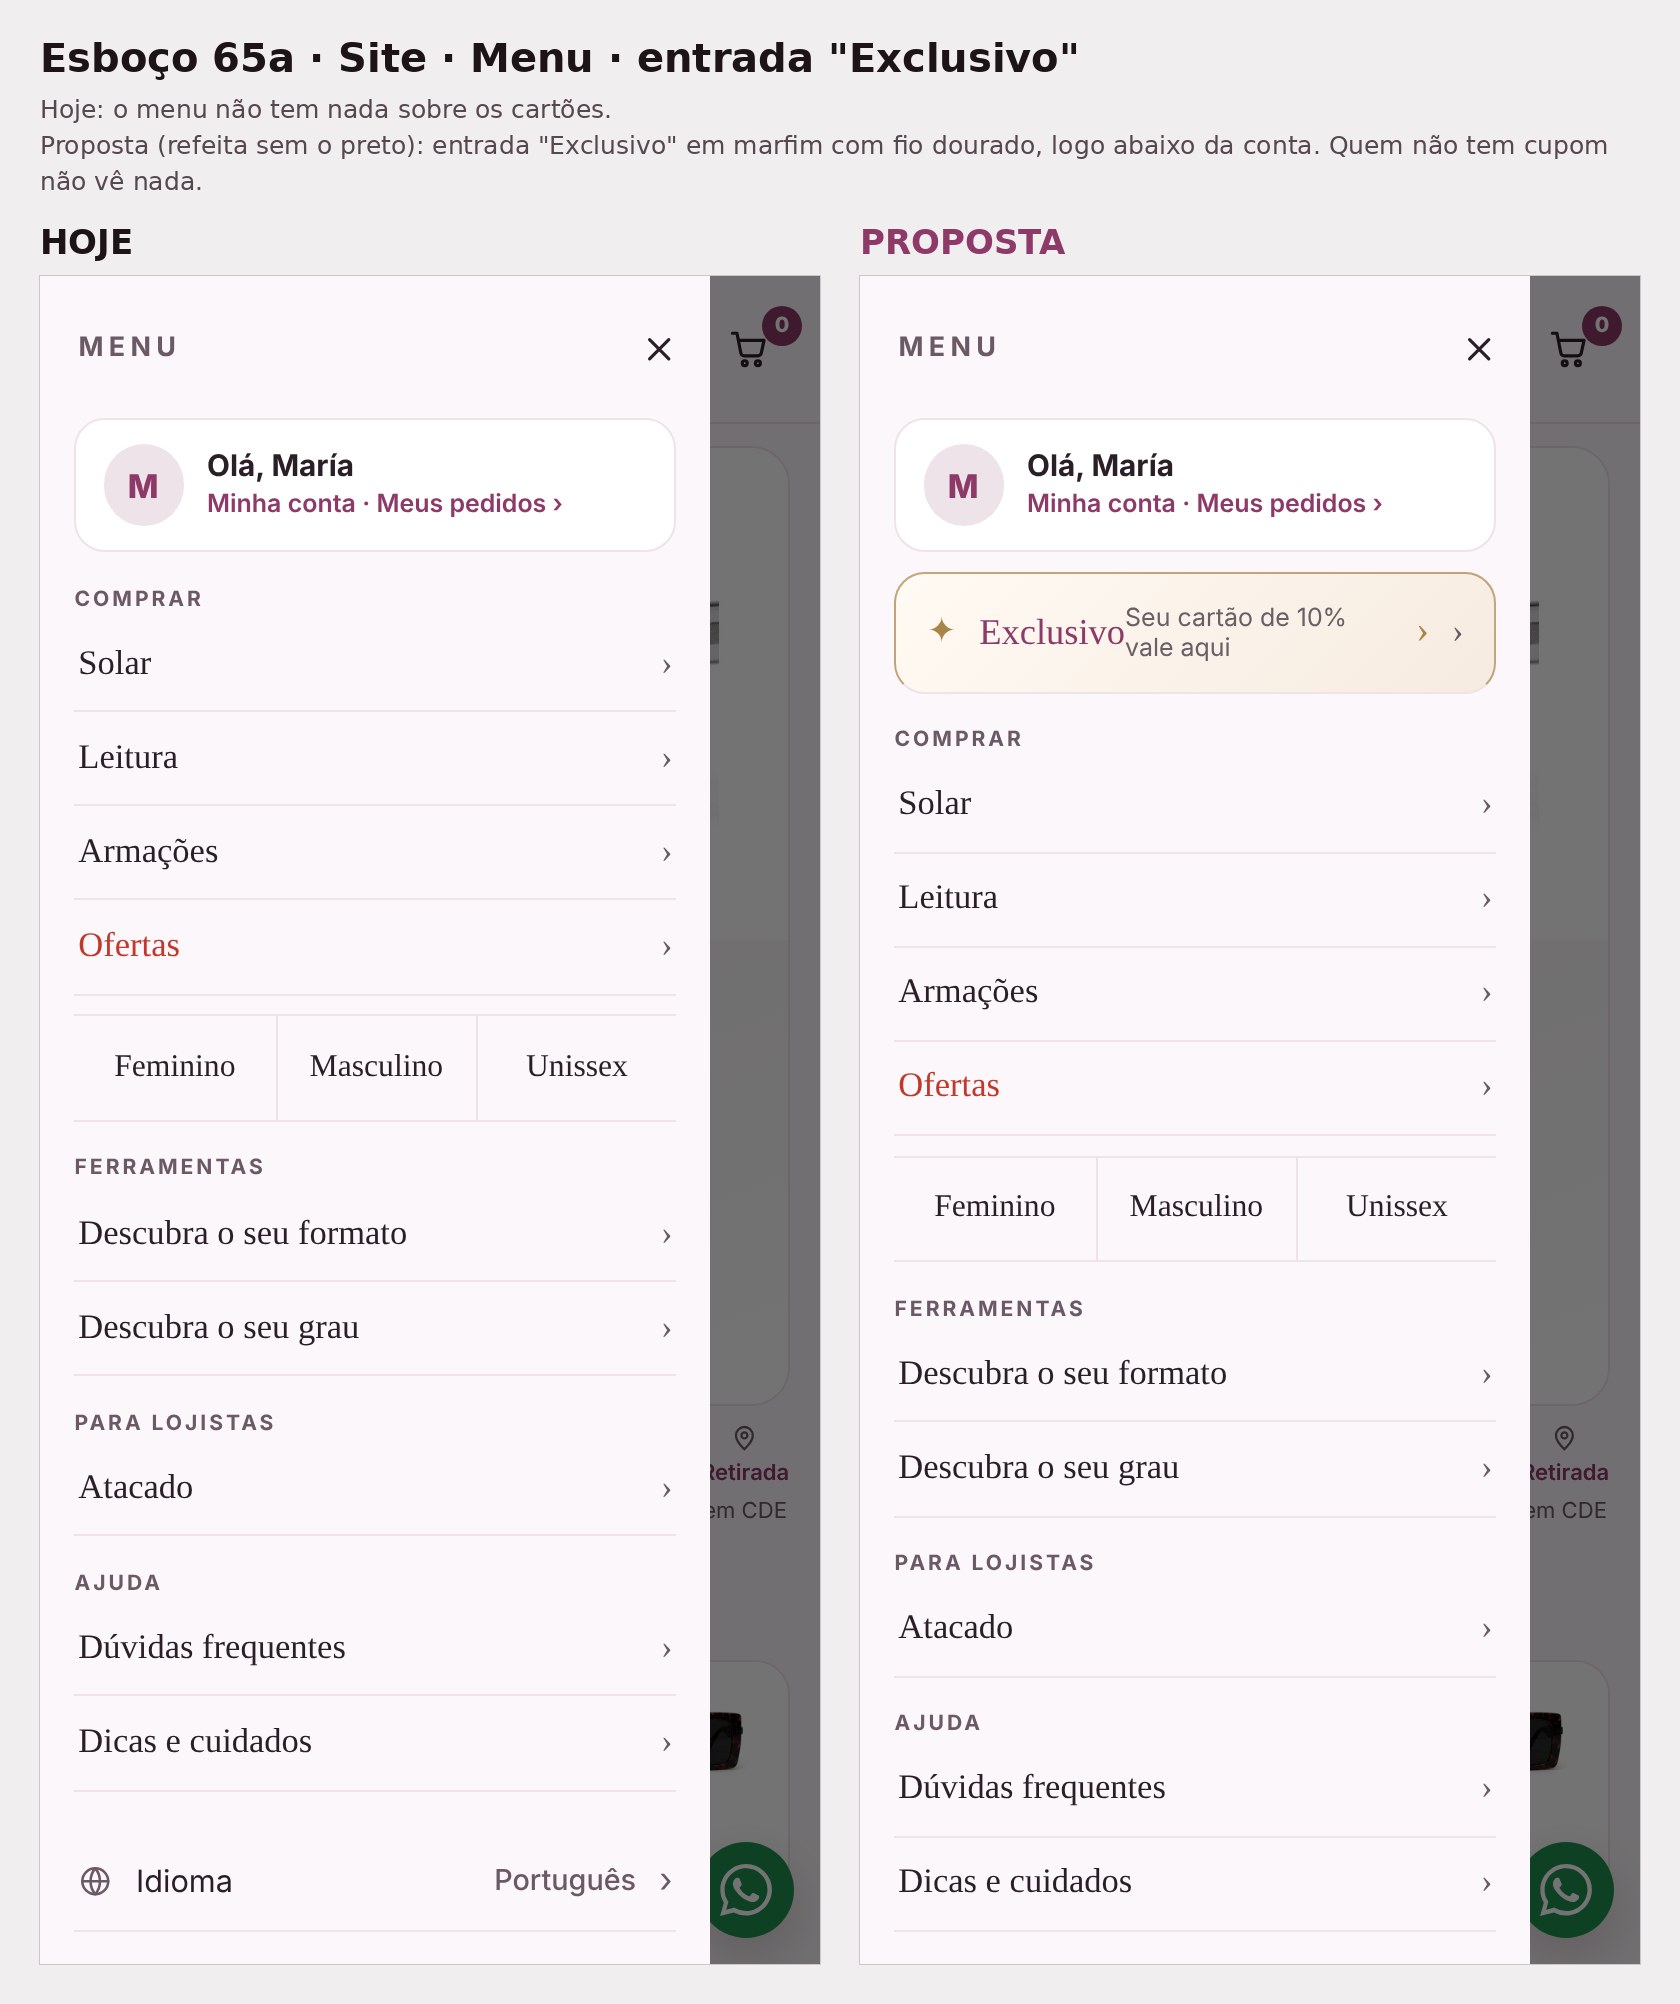 Esboço 65a · Site · Menu · entrada "Exclusivo"
Hoje: o menu não tem nada sobre os cartões.
Proposta (refeita sem o preto): entrada "Exclusivo" em marfim com fio dourado, logo abaixo da conta. Quem não tem cupom
não vê nada.
HOJE
MENU
0
M
Olá, María
Minha conta · Meus pedidos ›
COMPRAR
Solar ›
Leitura ›
Armações ›
Ofertas ›
Feminino Masculino Unissex
FERRAMENTAS
Descubra o seu formato ›
Descubra o seu grau ›
PARA LOJISTAS
Atacado ›
Retirada
em CDE
AJUDA
Dúvidas frequentes ›
Dicas e cuidados ›
Idioma Português ›
PROPOSTA
MENU
0
M
Olá, María
Minha conta · Meus pedidos ›
✦ Exclusivo
Seu cartão de 10%
vale aqui
› ›
COMPRAR
Solar ›
Leitura ›
Armações ›
Ofertas ›
Feminino Masculino Unissex
FERRAMENTAS
Descubra o seu formato ›
Descubra o seu grau ›
PARA LOJISTAS
Atacado ›
Retirada
em CDE
AJUDA
Dúvidas frequentes ›
Dicas e cuidados ›